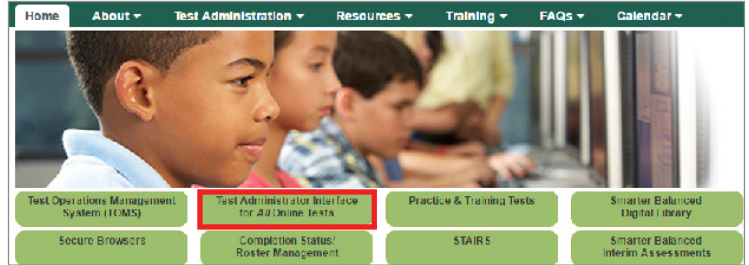 Home About Test Administration Resources Training FAQs Calendar
Test Operations Management
System (TOMS)
Test Administrator Interface
for All Online Tests
Practice & Training Tests
Smarter Balanced
Digital Library
Secure Browsers
Completion Status/
Roster Management
STAIRS
Smarter Balanced
Interim Assessments